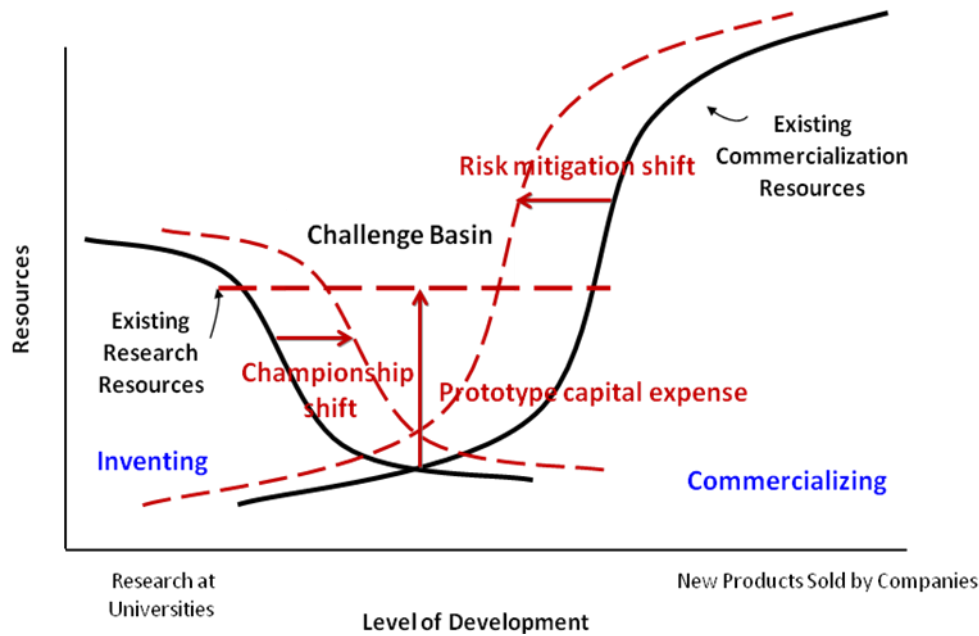 Risk mitigation shift
Existing
Commercialization
Resources
Challenge Basin
Resources
Existing
Research
Resources
Championship
shift
Prototype capital expense
Inventing
Commercializing
Research at
Universities
New Products Sold by Companies
Level of Development